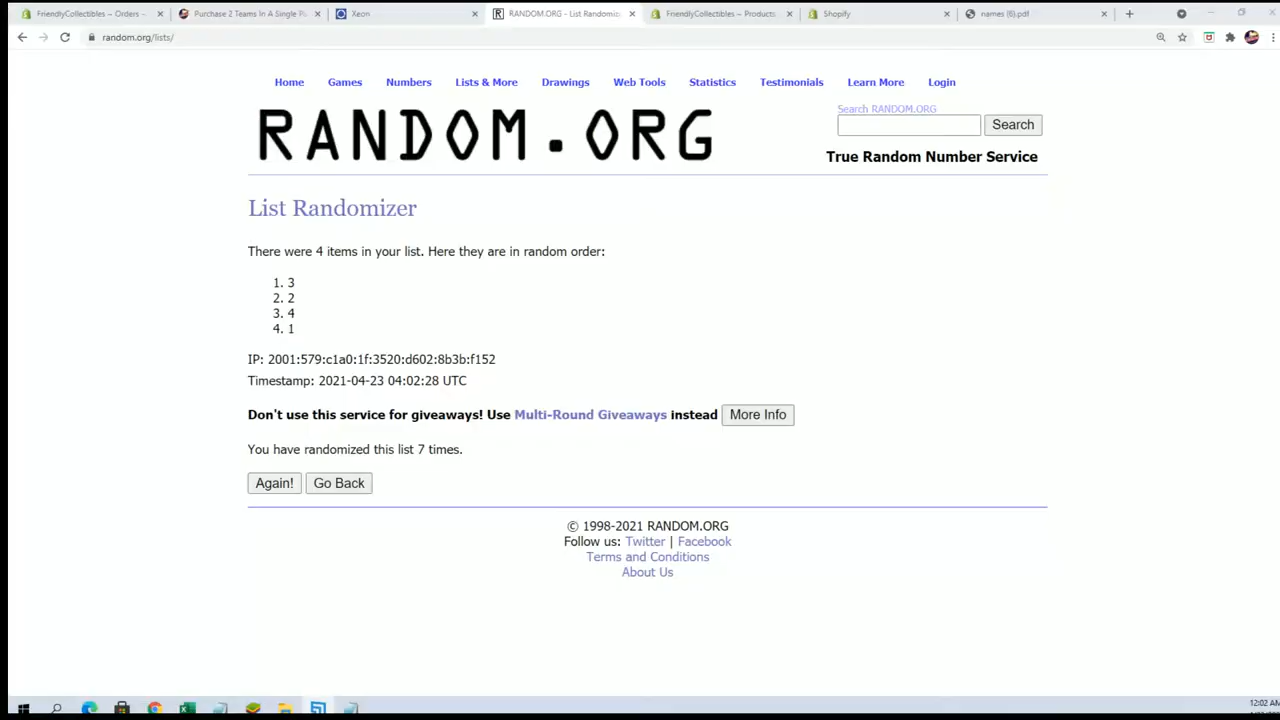 FriendlyCollectibles ~ Orders ~
Purchase 2 Teams In A Single Pa
Xeon
RANDOM.ORG - List Randomize
FriendlyCollectibles ~ Products
Shopify
names (6).pdf
random.org/lists/
Home Games Numbers Lists & More Drawings Web Tools Statistics Testimonials Learn More Login
RANDOM.ORG
Search RANDOM.ORG
Search
True Random Number Service
List Randomizer
There were 4 items in your list. Here they are in random order:
1. 3
2. 2
3. 4
4. 1
IP: 2001:579:c1a0:1f:3520:d602:8b3b:f152
Timestamp: 2021-04-23 04:02:28 UTC
Don't use this service for giveaways! Use Multi-Round Giveaways instead More Info
You have randomized this list 7 times.
Again! Go Back
© 1998-2021 RANDOM.ORG
Follow us: Twitter | Facebook
Terms and Conditions
About Us
12:02 AM